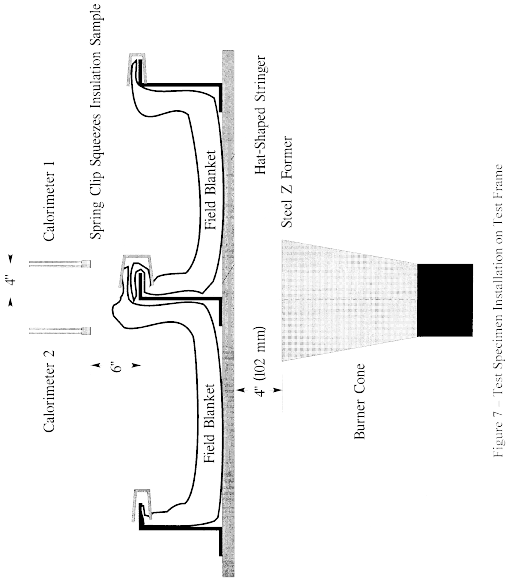 4"
Calorimeter 2
Calorimeter 1
6"
Spring Clip Squeezes Insulation Sample
Field Blanket
Field Blanket
4" (102 mm)
Hat-Shaped Stringer
Steel Z Former
Burner Cone
Figure 7 – Test Specimen Installation on Test Frame